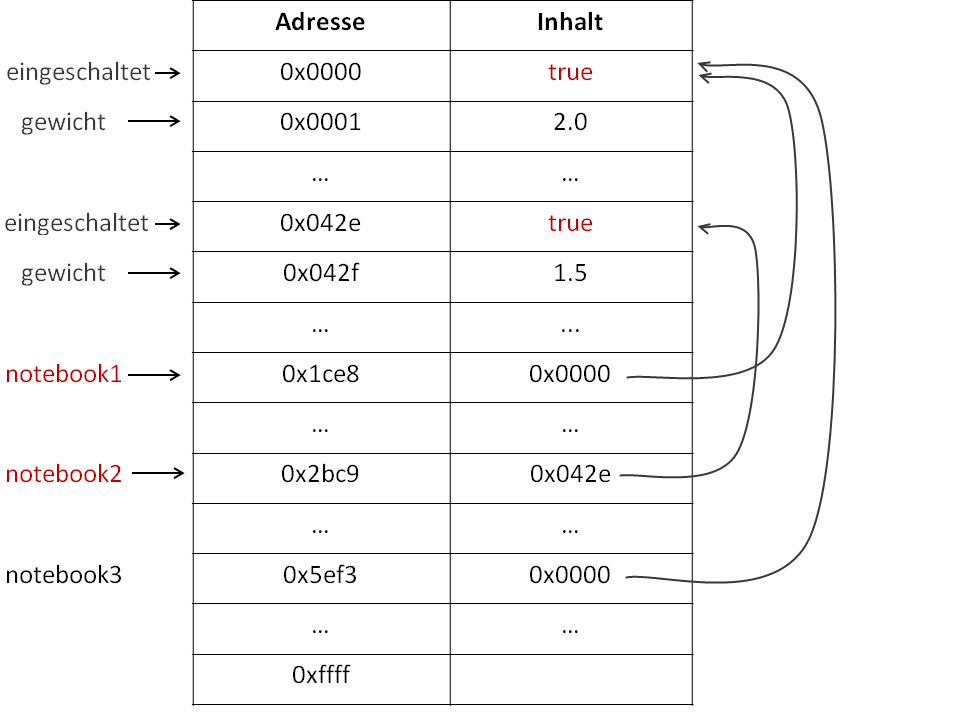 Adresse Inhalt
eingeschaltet 0x0000 true
gewicht 0x0001 2.0
... ...
eingeschaltet 0x042e true
gewicht 0x042f 1.5
... ...
notebook1 0x1ce8 0x0000
... ...
notebook2 0x2bc9 0x042e
... ...
notebook3 0x5ef3 0x0000
... ...
0xffff